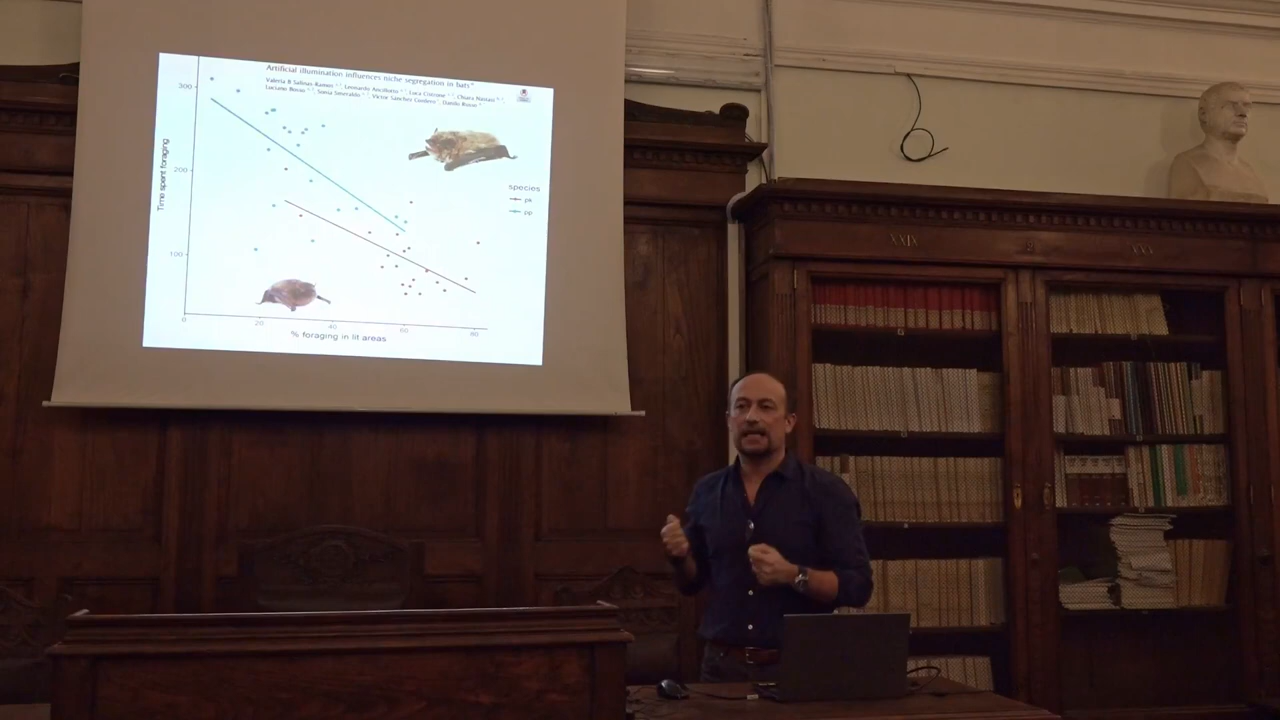 Artificial illumination influences niche segregation in bats
Valeria B Salinas-Ramos, Leonardo Ancillotto, Luca Cistrone, Chiara Nastasi
Luciano Bosso, Sonia Smeraldo, Víctor Sánchez Cordero, Danilo Russo
300
200
100
Time spent foraging
species
pk
pp
0
20
40
60
80
% foraging in lit areas
XXIX
XXX